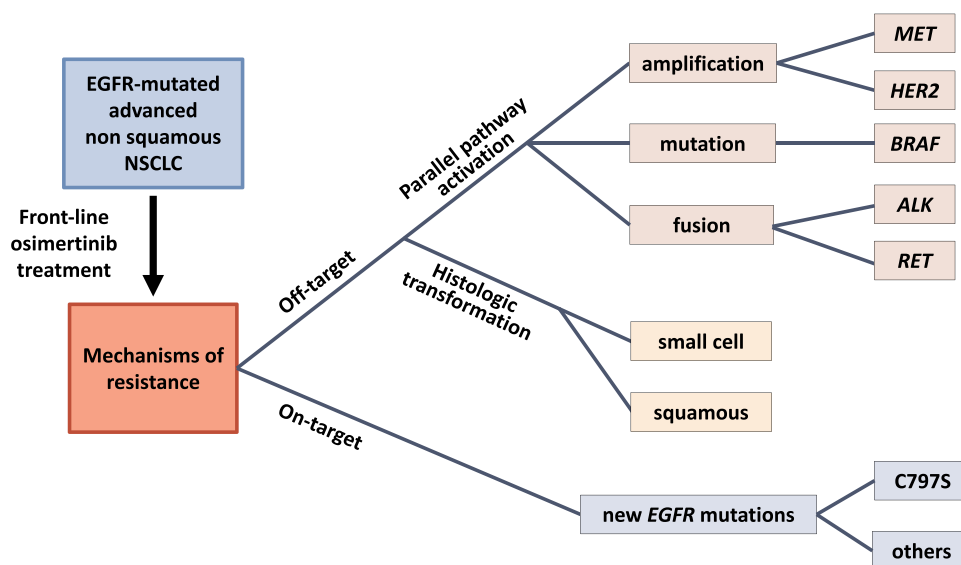 EGFR-mutated
advanced
non squamous
NSCLC
Front-line
osimertinib
treatment
Mechanisms of
resistance
Off-target
On-target
Parallel pathway
activation
Histologic
transformation
amplification
MET
HER2
mutation
BRAF
fusion
ALK
RET
small cell
squamous
new EGFR mutations
C797S
others